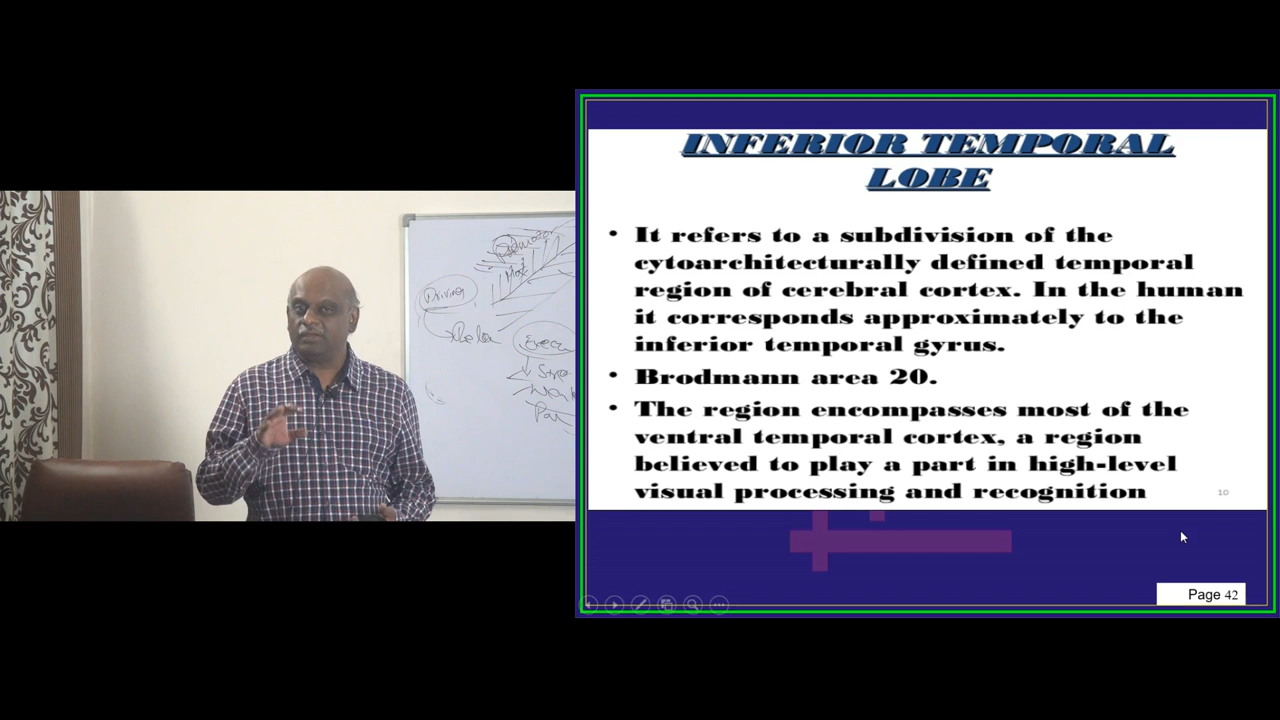 Driving
INFERIOR TEMPORAL
LOBE
• It refers to a subdivision of the
cytoarchitecturally defined temporal
region of cerebral cortex. In the human
it corresponds approximately to the
inferior temporal gyrus.
• Brodmann area 20.
• The region encompasses most of the
ventral temporal cortex, a region
believed to play a part in high-level
visual processing and recognition
10
Page 42